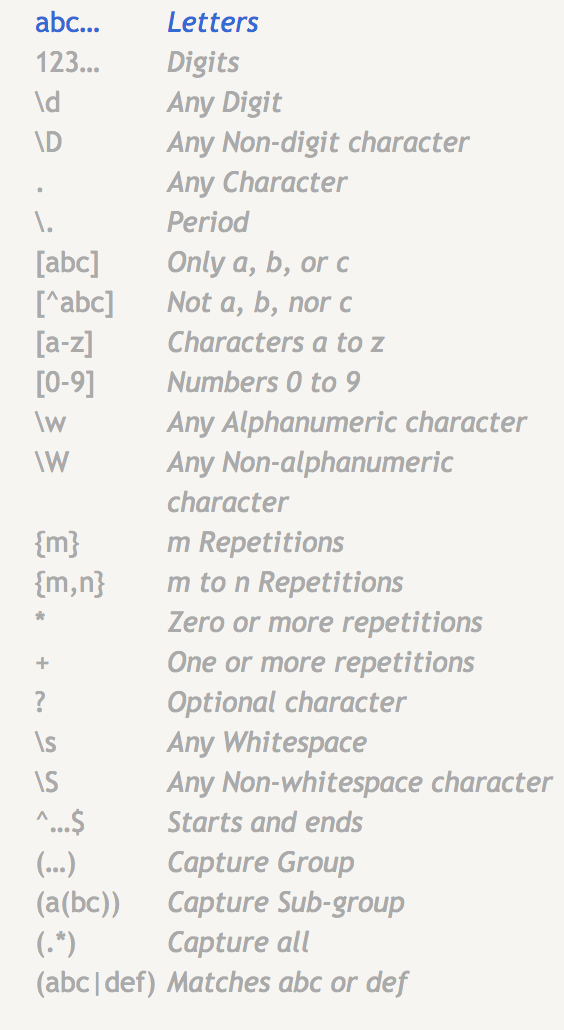 abc… Letters
123… Digits
\d Any Digit
\D Any Non-digit character
. Any Character
\. Period
[abc] Only a, b, or c
[^abc] Not a, b, nor c
[a-z] Characters a to z
[0-9] Numbers 0 to 9
\w Any Alphanumeric character
\W Any Non-alphanumeric
character
{m} m Repetitions
{m,n} m to n Repetitions
* Zero or more repetitions
+ One or more repetitions
? Optional character
\s Any Whitespace
\S Any Non-whitespace character
^…$ Starts and ends
(…) Capture Group
(a(bc)) Capture Sub-group
(.*) Capture all
(abc|def) Matches abc or def